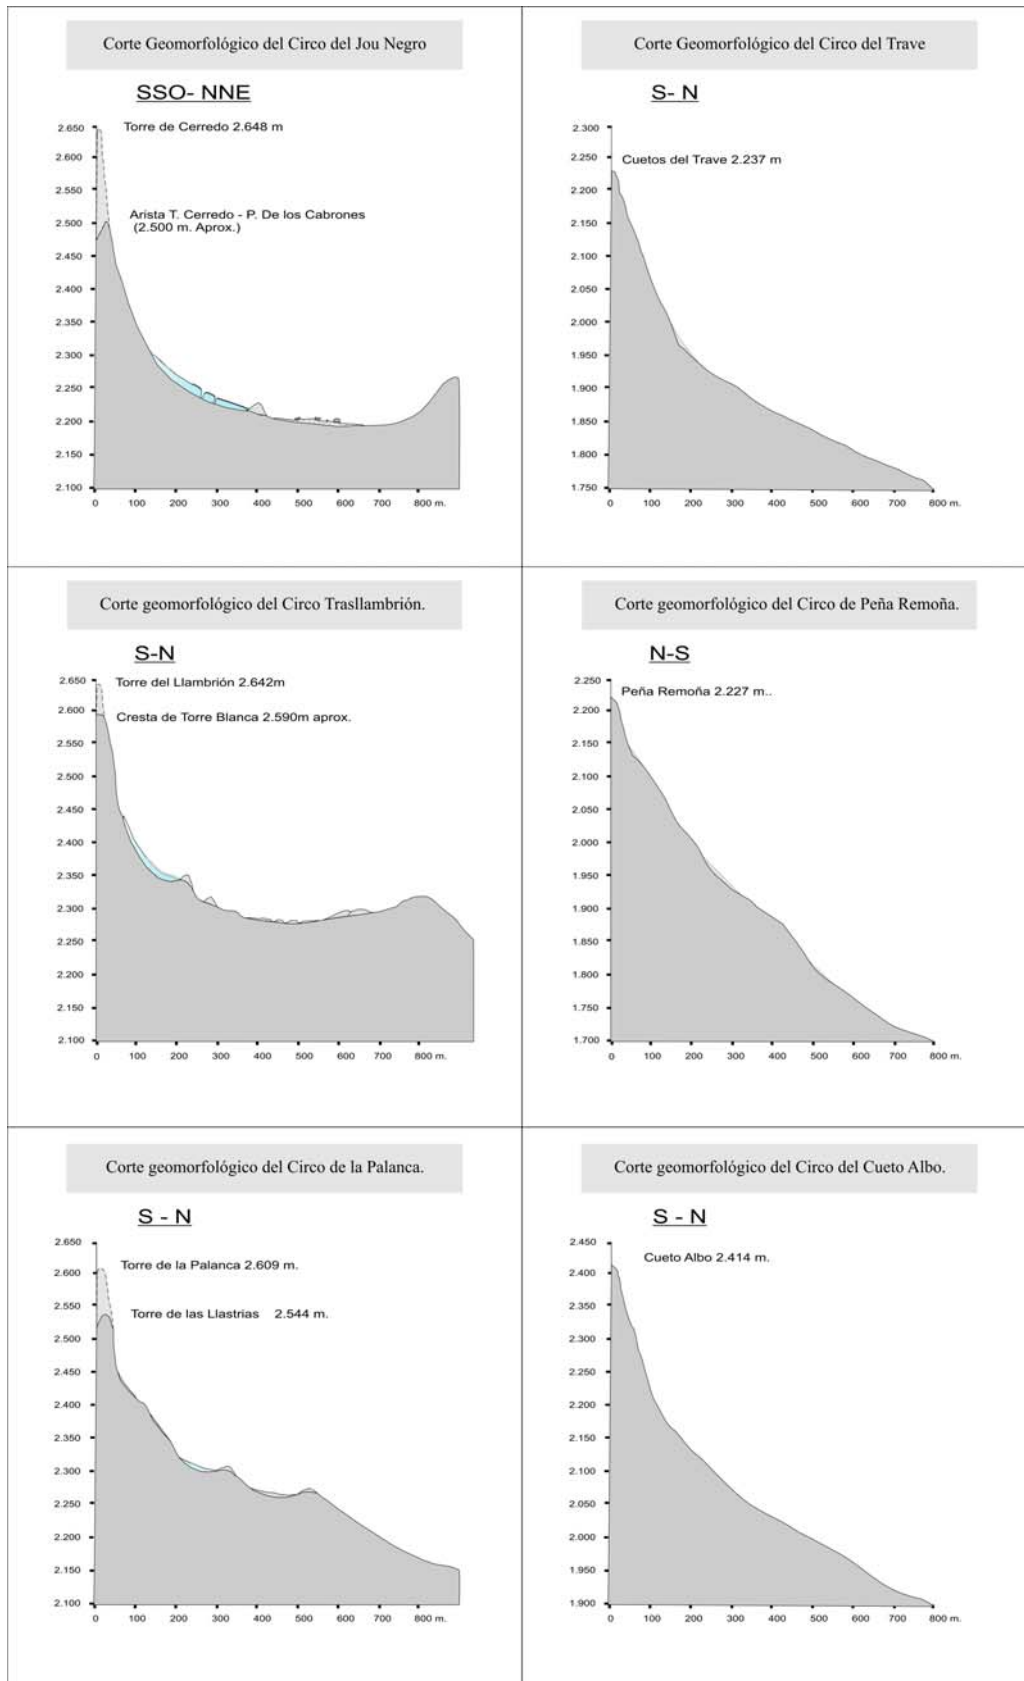 Corte Geomorfológico del Circo del Jou Negro
SSO- NNE
Torre de Cerredo 2.648 m
Arista T. Cerredo - P. De los Cabrones
(2.500 m. Aprox.)
2.650
2.600
2.550
2.500
2.450
2.400
2.350
2.300
2.250
2.200
2.150
2.100
0 100 200 300 400 500 600 700 800 m.
Corte Geomorfológico del Circo del Trave
S- N
Cuetos del Trave 2.237 m
2.300
2.250
2.200
2.150
2.100
2.050
2.000
1.950
1.900
1.850
1.800
1.750
0 100 200 300 400 500 600 700 800 m.
Corte geomorfológico del Circo Trasllambrión.
S-N
Torre del Llambrión 2.642m
Cresta de Torre Blanca 2.590m aprox.
2.650
2.600
2.550
2.500
2.450
2.400
2.350
2.300
2.250
2.200
2.150
2.100
0 100 200 300 400 500 600 700 800 m.
Corte geomorfológico del Circo de Peña Remoña.
N-S
Peña Remoña 2.227 m..
2.250
2.200
2.150
2.100
2.050
2.000
1.950
1.900
1.850
1.800
1.750
1.700
0 100 200 300 400 500 600 700 800 m.
Corte geomorfológico del Circo de la Palanca.
S - N
Torre de la Palanca 2.609 m.
Torre de las Llastrias 2.544 m.
2.650
2.600
2.550
2.500
2.450
2.400
2.350
2.300
2.250
2.200
2.150
2.100
0 100 200 300 400 500 600 700 800 m.
Corte geomorfológico del Circo del Cueto Albo.
S - N
Cueto Albo 2.414 m.
2.450
2.400
2.350
2.300
2.250
2.200
2.150
2.100
2.050
2.000
1.950
1.900
0 100 200 300 400 500 600 700 800 m.